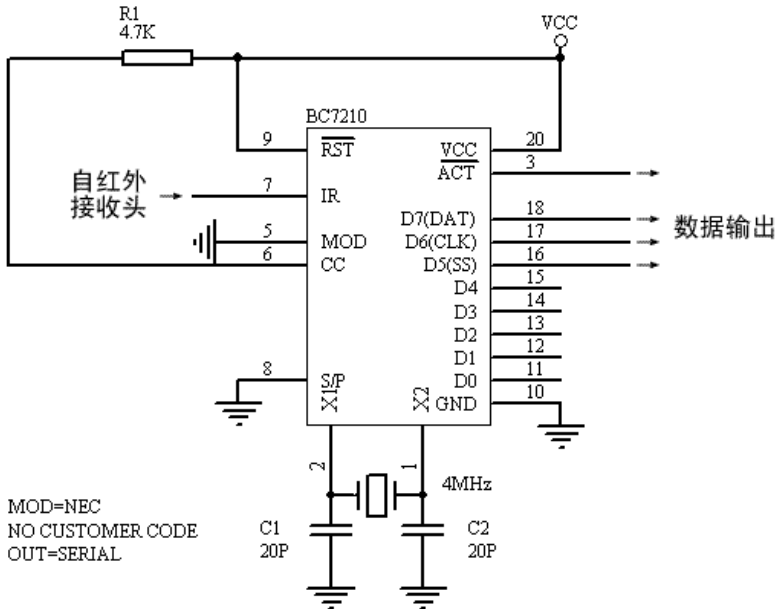 R1
4.7K
VCC
BC7210
9
RST
VCC
20
ACT
3
自红外
接收头
7
IR
D7(DAT)
18
5
MOD
D6(CLK)
17
数据输出
6
CC
D5(SS)
16
D4
15
D3
14
D2
13
D1
12
8
S/P
D0
11
X1
X2
GND
10
2
1
4MHz
MOD=NEC
NO CUSTOMER CODE
OUT=SERIAL
C1
20P
C2
20P